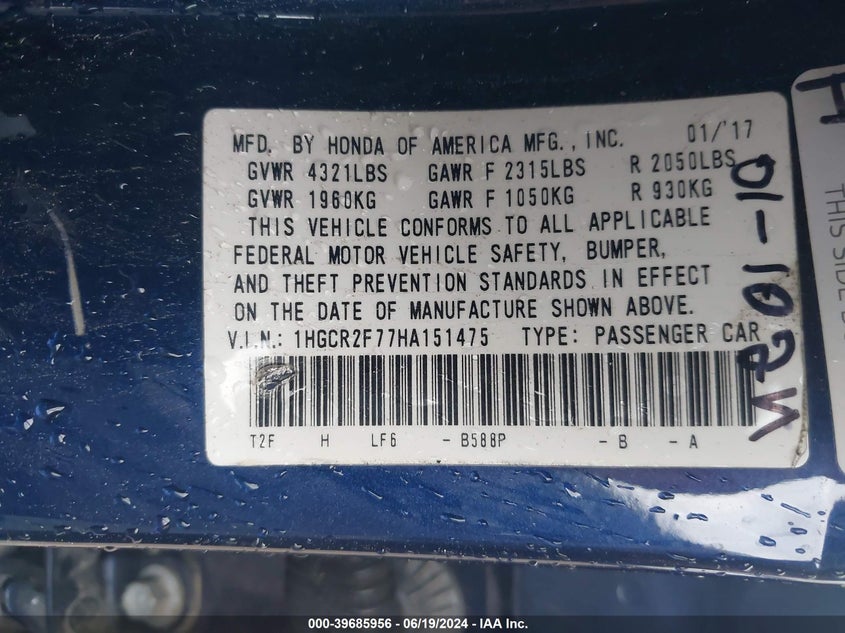 MFD. BY HONDA OF AMERICA MFG., INC. 01/'17
GVWR 4321LBS GAWR F 2315LBS R 2050LBS
GVWR 1960KG GAWR F 1050KG R 930KG
THIS VEHICLE CONFORMS TO ALL APPLICABLE
FEDERAL MOTOR VEHICLE SAFETY, BUMPER,
AND THEFT PREVENTION STANDARDS IN EFFECT
ON THE DATE OF MANUFACTURE SHOWN ABOVE.
V.I.N.: 1HGCR2F77HA151475 TYPE: PASSENGER CAR
T2F H LF6 -B588P -B -A
THIS SIDE
000-39685956 - 06/19/2024 - IAA Inc.